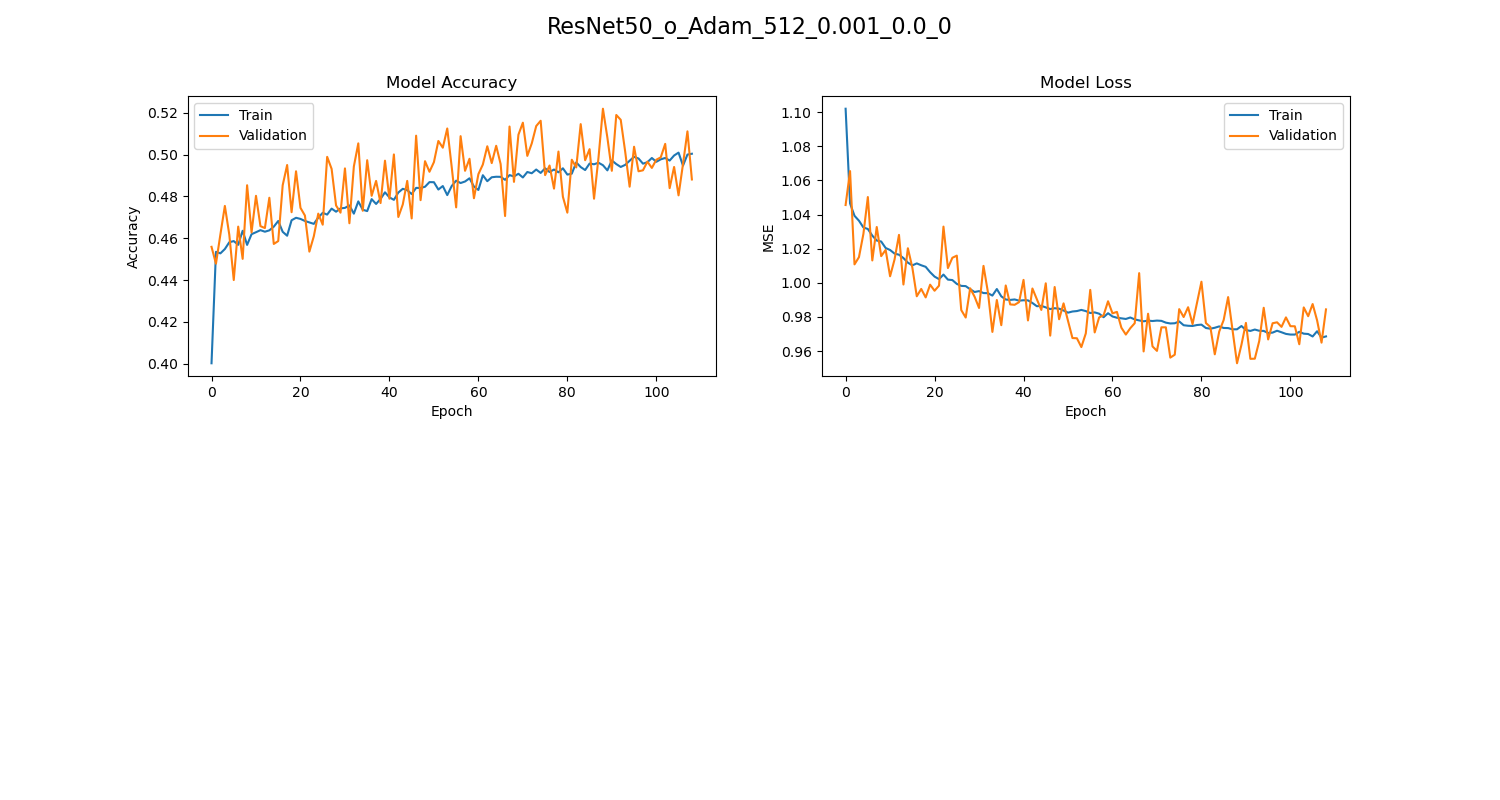 ResNet50_o_Adam_512_0.001_0.0_0
Model Accuracy
Train
Validation
0.52
0.50
0.48
0.46
0.44
0.42
0.40
Accuracy
0
20
40
60
80
100
Epoch
Model Loss
Train
Validation
1.10
1.08
1.06
1.04
1.02
1.00
0.98
0.96
MSE
0
20
40
60
80
100
Epoch